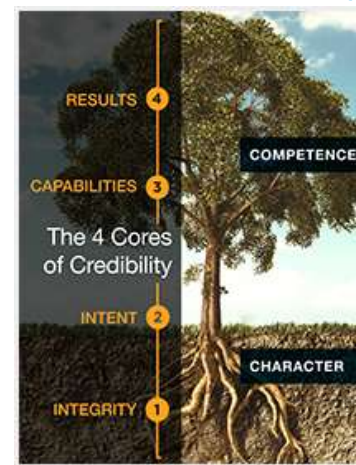 RESULTS 4
COMPETENCE
CAPABILITIES 3
The 4 Cores
of Credibility
INTENT 2
CHARACTER
INTEGRITY 1